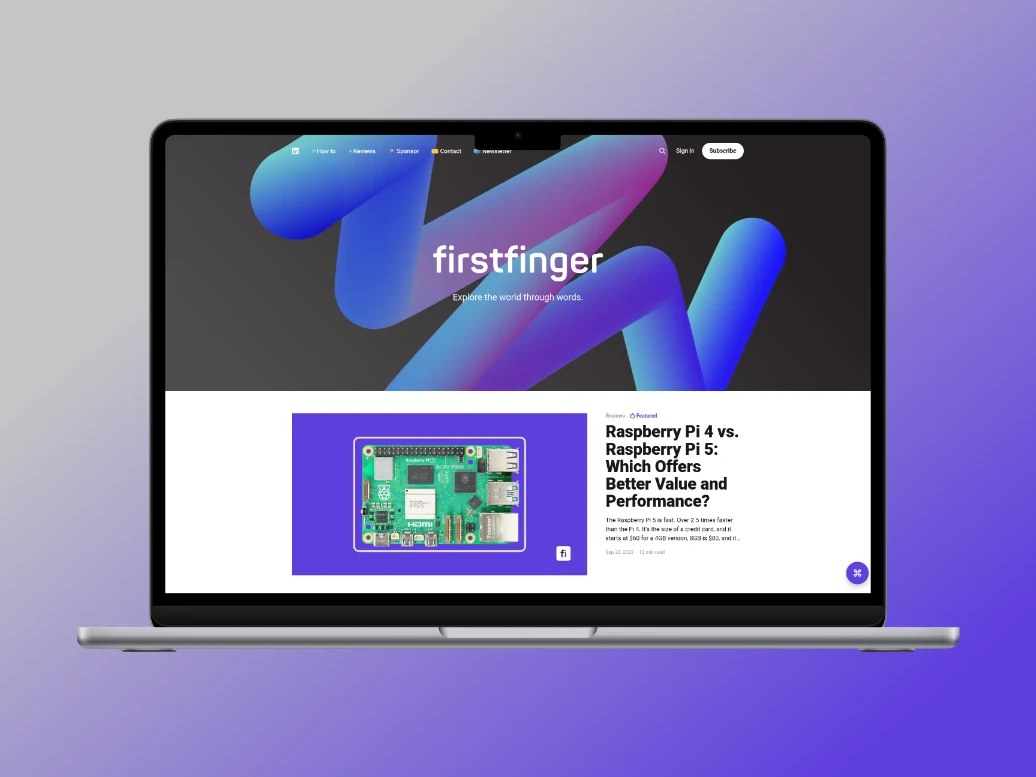 in › How to › Reviews Sponsor Contact Newsletter Sign in Subscribe
firstfinger
Explore the world through words.
Reviews Featured
Raspberry Pi 4 vs.
Raspberry Pi 5:
Which Offers
Better Value and
Performance?
The Raspberry Pi 5 is fast. Over 2.5 times faster
than the Pi 4. It's the size of a credit card, and it
starts at $60 for a 4GB version, 8GB is $80, and it...
12 min read
Raspberry Pi
HDMI
fi
⌘